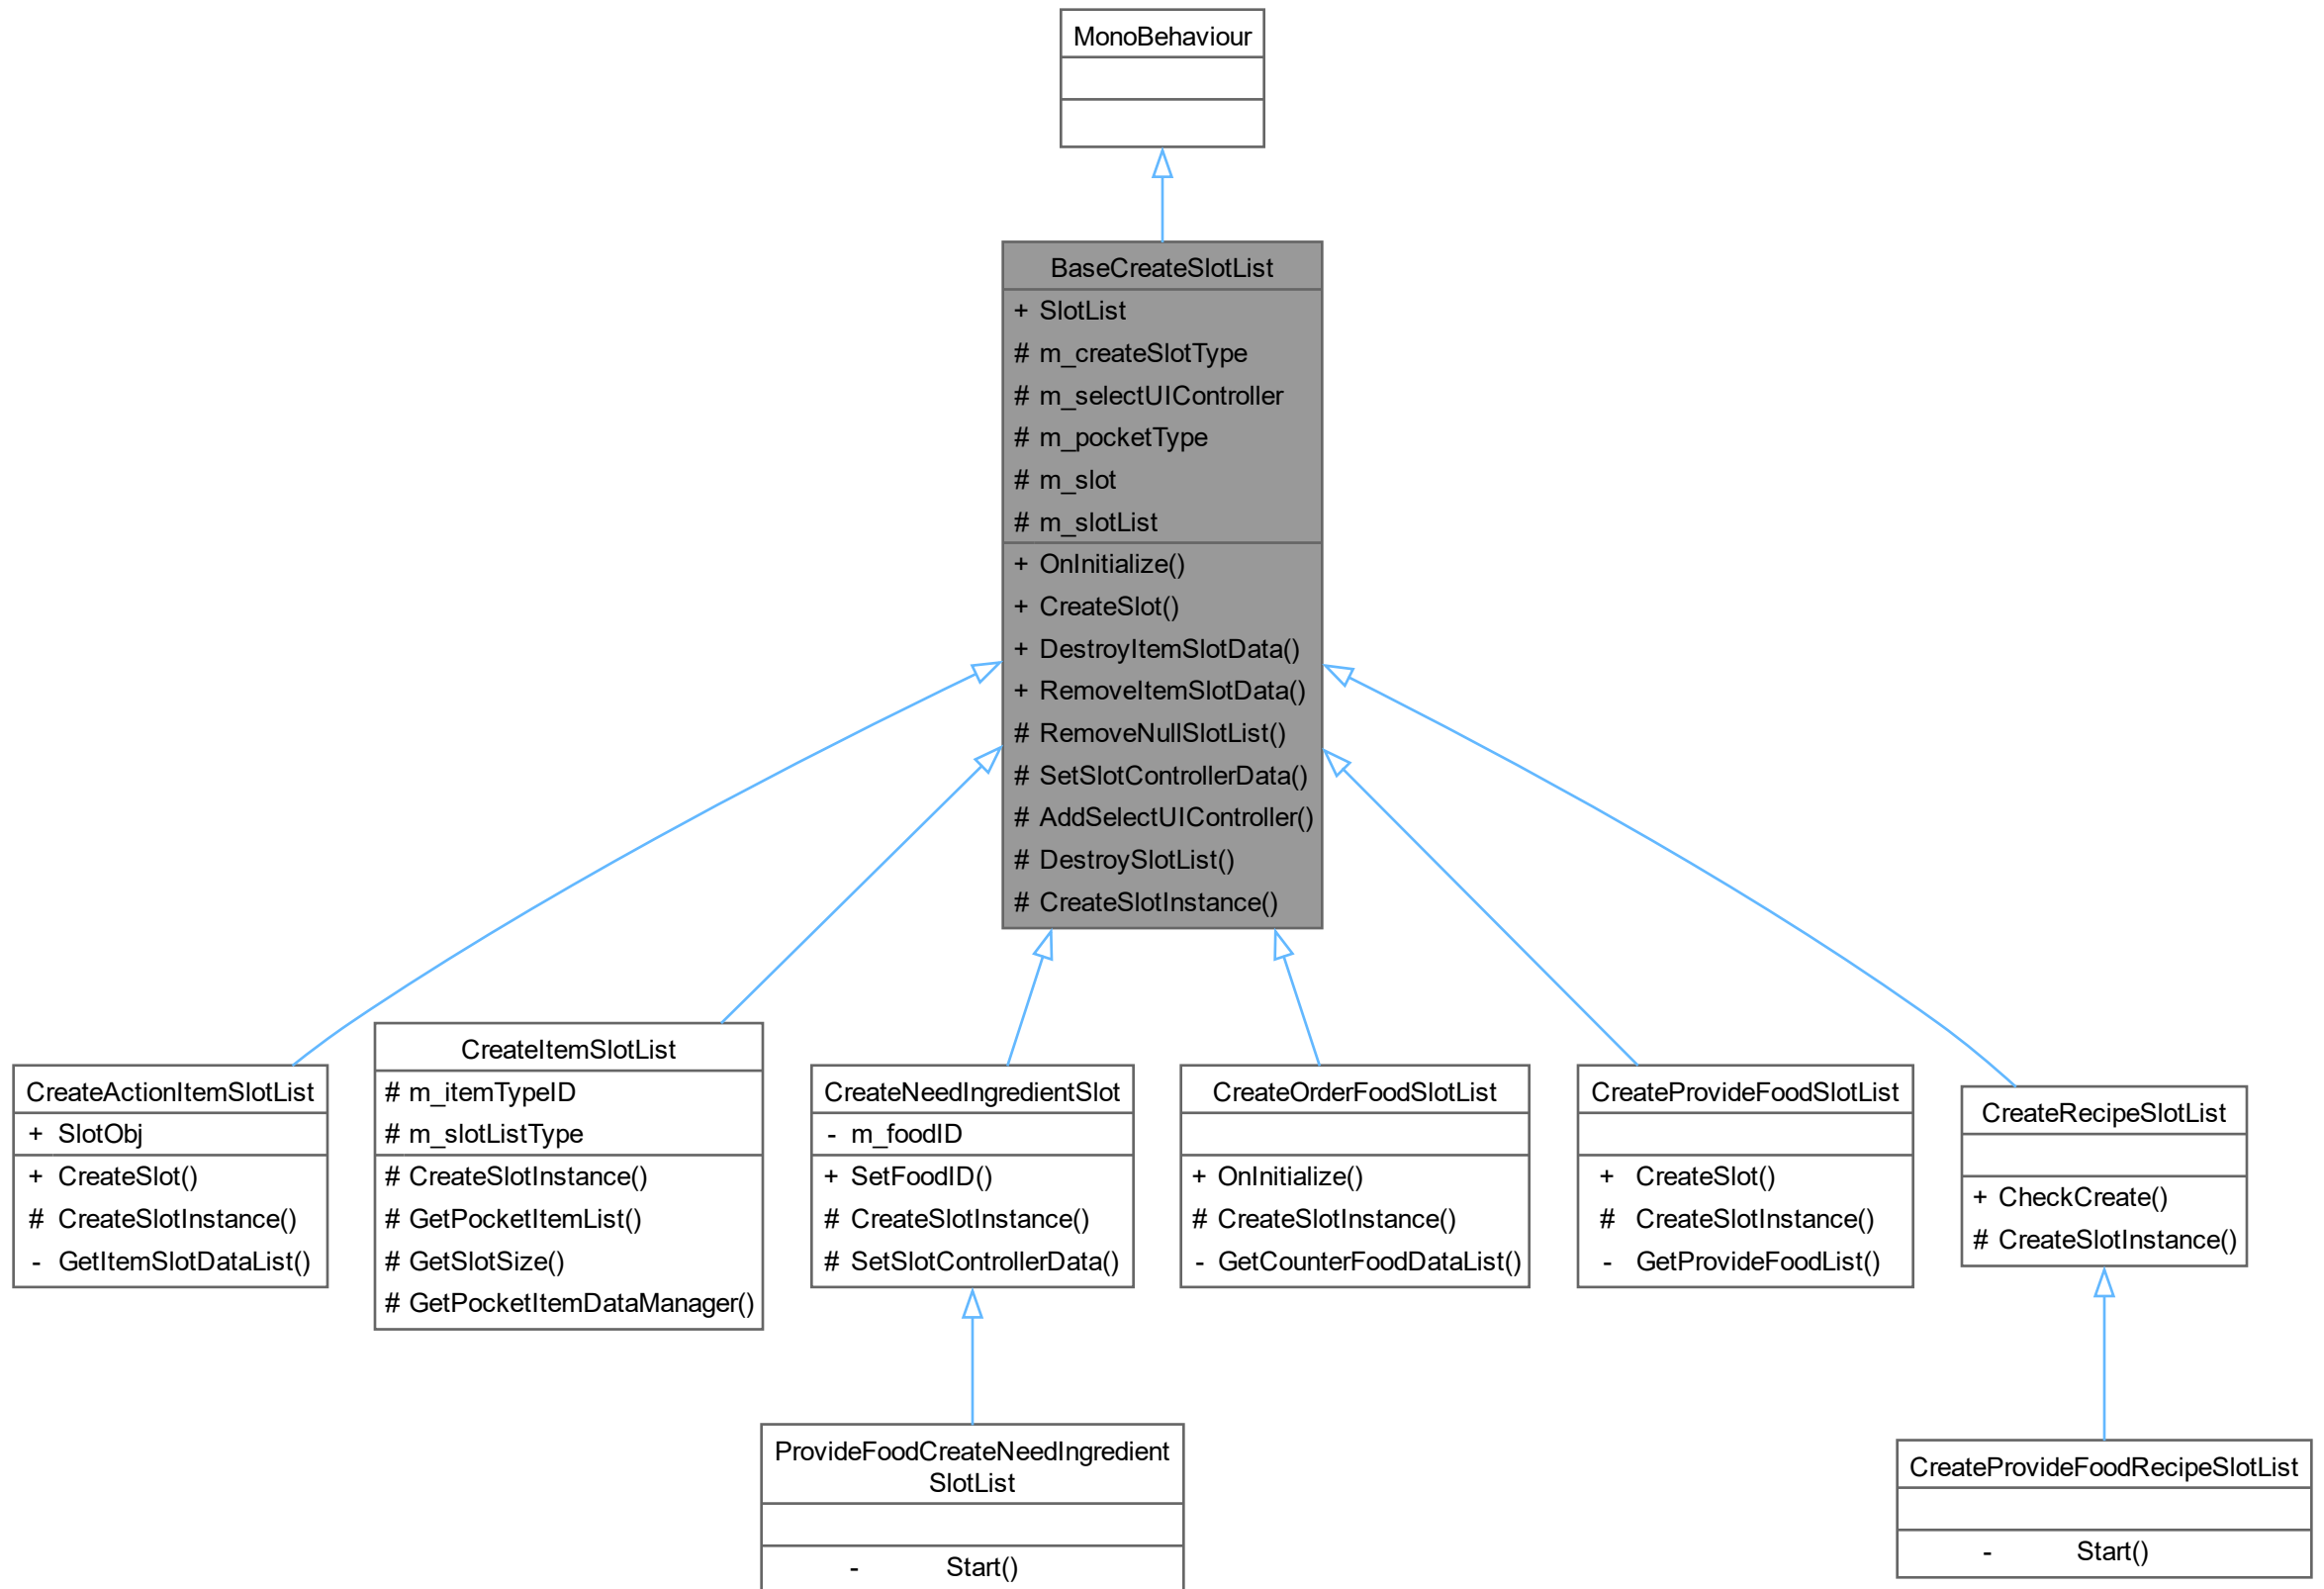 MonoBehaviour
BaseCreateSlotList
+ SlotList
# m_createSlotType
# m_selectUIController
# m_pocketType
# m_slot
# m_slotList
+ OnInitialize()
+ CreateSlot()
+ DestroyItemSlotData()
+ RemoveItemSlotData()
# RemoveNullSlotList()
# SetSlotControllerData()
# AddSelectUIController()
# DestroySlotList()
# CreateSlotInstance()
CreateActionItemSlotList
+ SlotObj
+ CreateSlot()
# CreateSlotInstance()
- GetItemSlotDataList()
CreateItemSlotList
# m_itemTypeID
# m_slotListType
# CreateSlotInstance()
# GetPocketItemList()
# GetSlotSize()
# GetPocketItemDataManager()
CreateNeedIngredientSlot
- m_foodID
+ SetFoodID()
# CreateSlotInstance()
# SetSlotControllerData()
CreateOrderFoodSlotList
+ OnInitialize()
# CreateSlotInstance()
- GetCounterFoodDataList()
CreateProvideFoodSlotList
+ CreateSlot()
# CreateSlotInstance()
- GetProvideFoodList()
CreateRecipeSlotList
+ CheckCreate()
# CreateSlotInstance()
ProvideFoodCreateNeedIngredient
SlotList
- Start()
CreateProvideFoodRecipeSlotList
- Start()